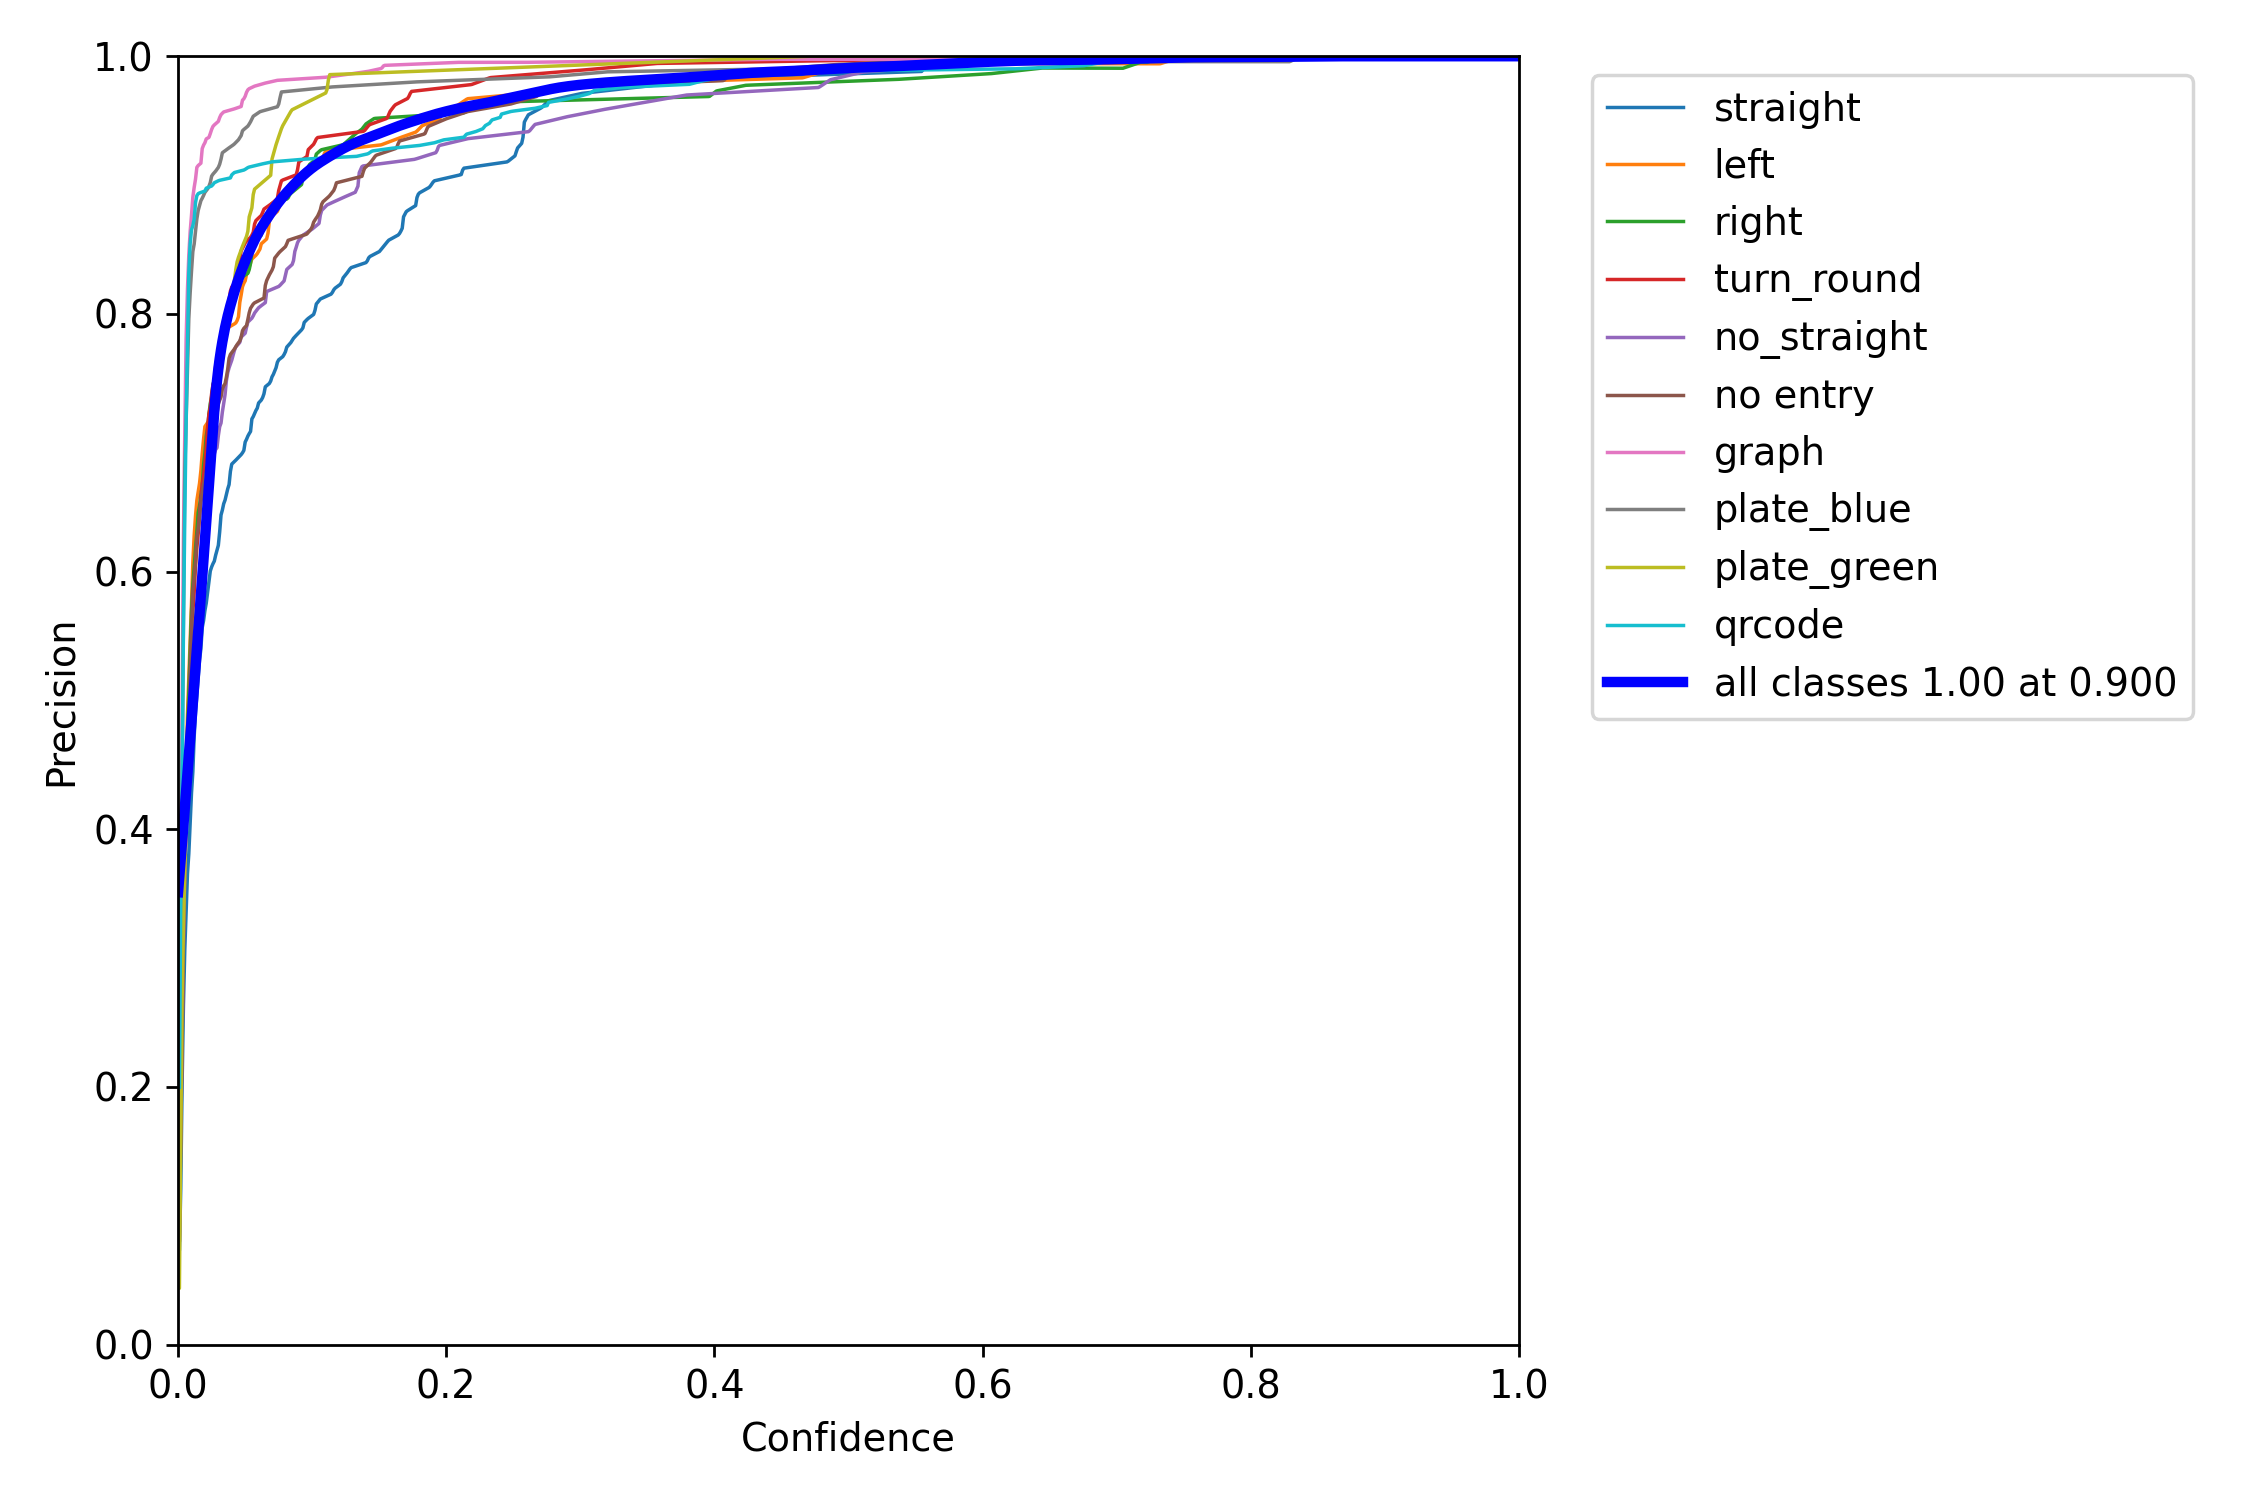 1.0
0.8
0.6
0.4
0.2
0.0
Precision
0.0 0.2 0.4 0.6 0.8 1.0
Confidence
straight
left
right
turn_round
no_straight
no entry
graph
plate_blue
plate_green
qrcode
all classes 1.00 at 0.900